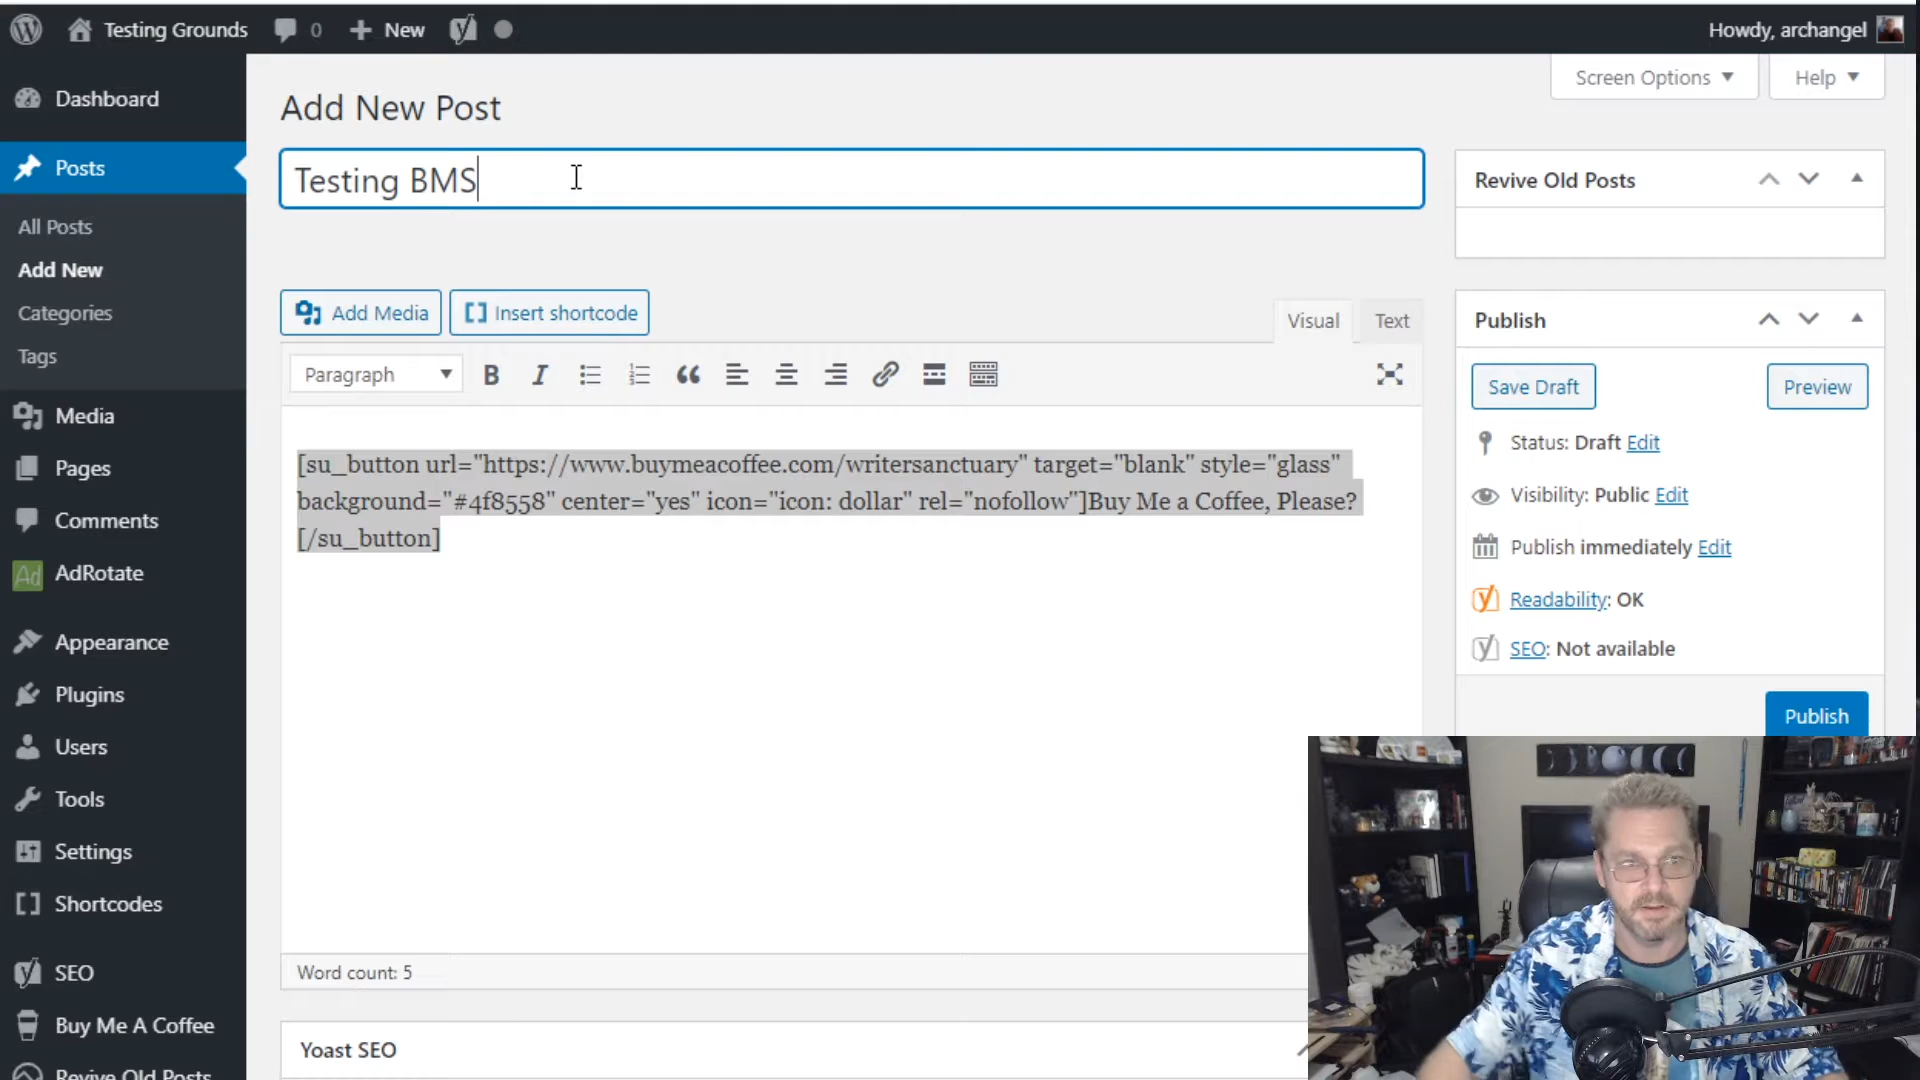 Testing Grounds 0 New Howdy, archangel
Screen Options Help
Dashboard
Posts
All Posts
Add New
Categories
Tags
Media
Pages
Comments
AdRotate
Appearance
Plugins
Users
Tools
Settings
Shortcodes
SEO
Buy Me A Coffee
Revive Old Posts
Add New Post
Testing BMS
Add Media Insert shortcode
Visual Text
Paragraph
[su_button url="https://www.buymeacoffee.com/writersanctuary" target="blank" style="glass"
background="#4f8558" center="yes" icon="icon: dollar" rel="nofollow"]Buy Me a Coffee, Please?
[/su_button]
Word count: 5
Yoast SEO
Revive Old Posts
Publish
Save Draft Preview
Status: Draft Edit
Visibility: Public Edit
Publish immediately Edit
Readability: OK
SEO: Not available
Publish